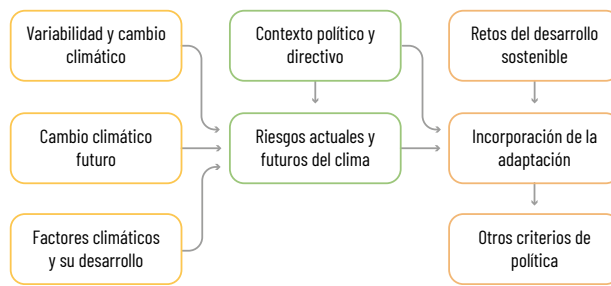 Variabilidad y cambio
climático
Contexto político y
directivo
Retos del desarrollo
sostenible
Cambio climático
futuro
Riesgos actuales y
futuros del clima
Incorporación de la
adaptación
Factores climáticos
y su desarrollo
Otros criterios de
política